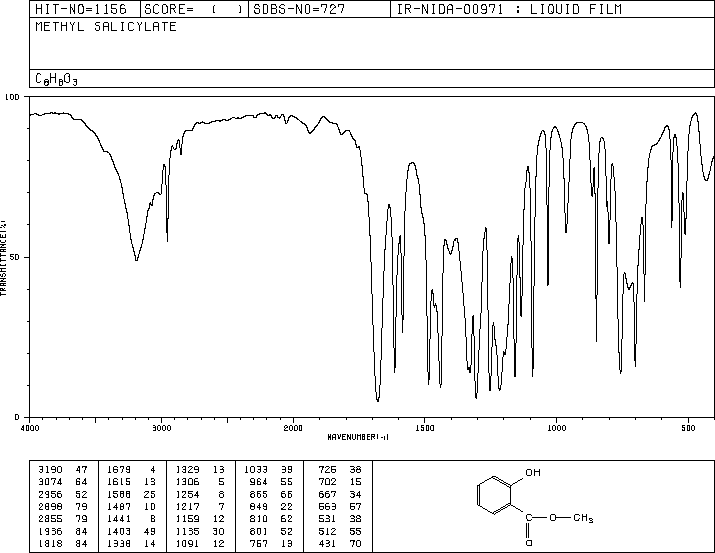 HIT-NO=1156 SCORE= ( ) SDBS-NO=727 IR-NIDA-00971 : LIQUID FILM
METHYL SALICYLATE
C8H8O3
100
50
0
TRANSMITTANCE(%)
4000 3000 2000 1500 1000 500
WAVENUMBER(-1)
3190 47 1679 4 1329 13 1033 39 726 38
3074 64 1615 13 1306 5 964 55 702 15
2956 52 1588 25 1254 8 865 66 667 34
2898 79 1487 10 1217 7 849 22 563 57
2855 79 1441 8 1159 12 810 62 531 38
1936 84 1403 49 1135 30 801 52 512 55
1818 84 1338 14 1091 12 757 13 431 70
OH
C O CH3
O